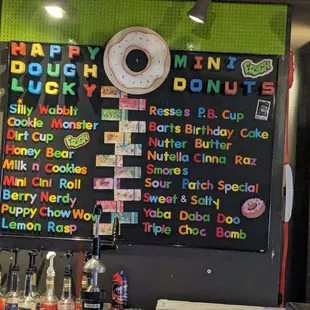 HAPPY
DOUGH
LUCKY
MINI
DONUTS
Silly Wabbit
Cookie Monster
Dirt Cup
Honey Bear
Milk n Cookies
Mini Cini Roll
Berry Nerdy
Puppy Chow Wow
Lemon Rasp
Resse's P.B. Cup
Barts Birthday Cake
Nutter Butter
Nutella Cinna Raz
Smores
Sour Patch Special
Sweet & Salty
Yaba Daba Doo
Triple Choc Bomb